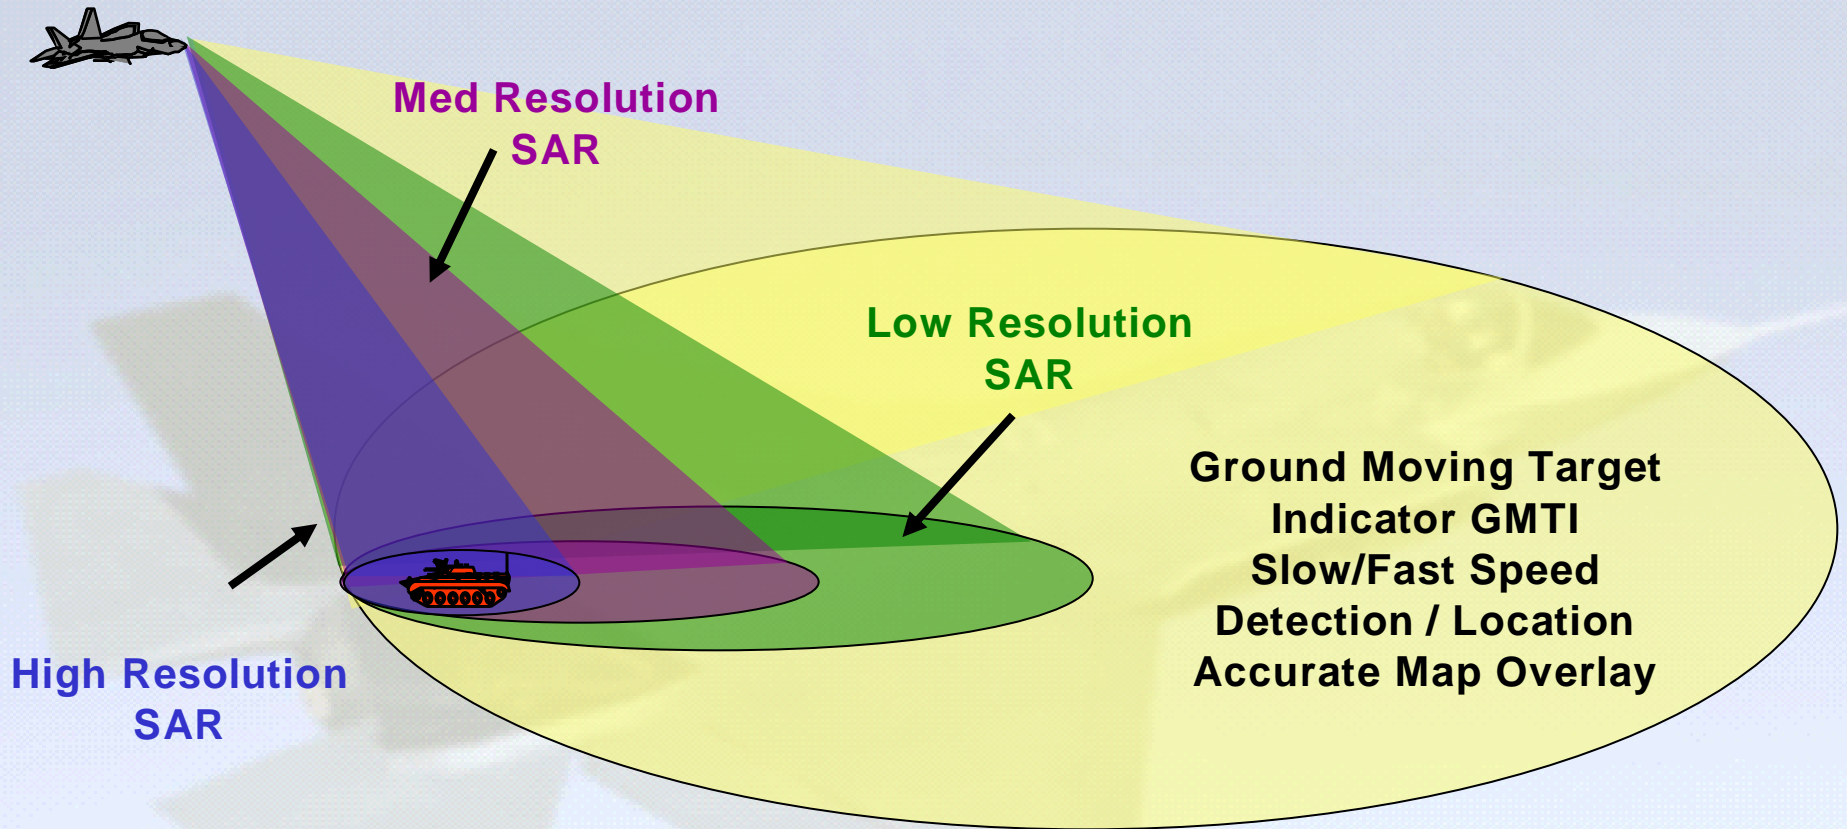 Med Resolution
SAR
Low Resolution
SAR
Ground Moving Target
Indicator GMTI
Slow/Fast Speed
Detection / Location
Accurate Map Overlay
High Resolution
SAR